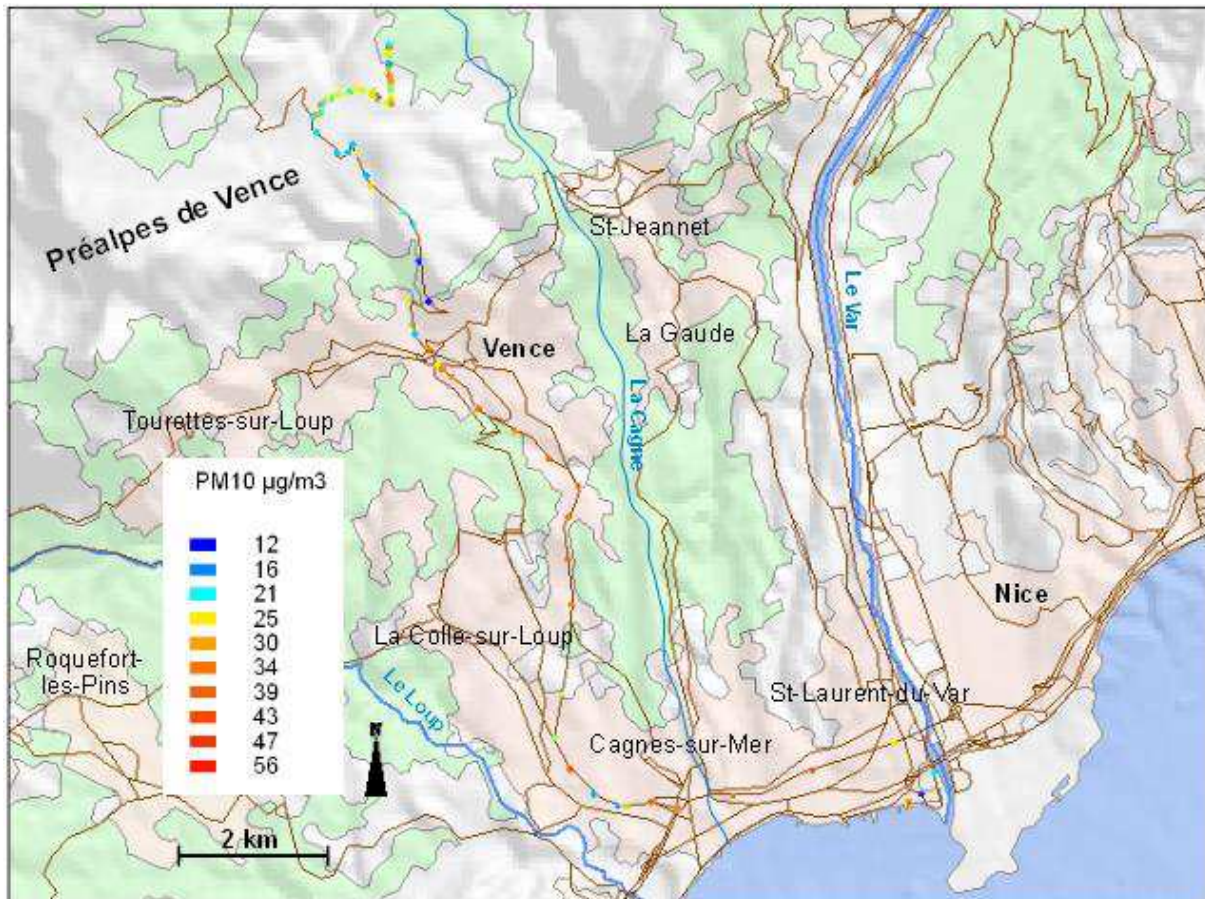 Préalpes de Vence
St-Jeannet
Le Var
La Gaude
Vence
La Cagne
Tourettes-sur-Loup
PM10 µg/m3
12
16
21
25
30
34
39
43
47
56
Nice
La Colle-sur-Loup
Roquefort-
les-Pins
Le Loup
St-Laurent-du-Var
N
Cagnes-sur-Mer
2 km